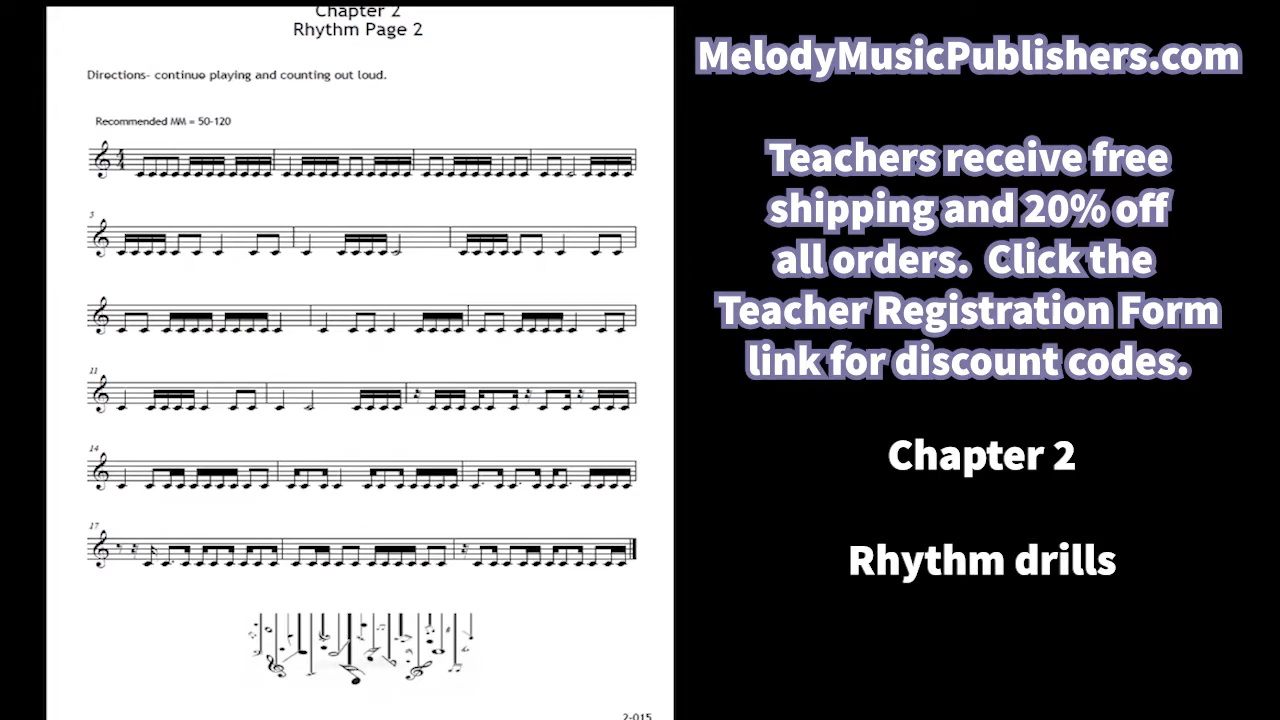 Chapter 2
Rhythm Page 2
Directions- continue playing and counting out loud.
Recommended MM = 50-120
4
4
5
11
14
17
2-015
MelodyMusicPublishers.com
Teachers receive free
shipping and 20% off
all orders. Click the
Teacher Registration Form
link for discount codes.
Chapter 2
Rhythm drills